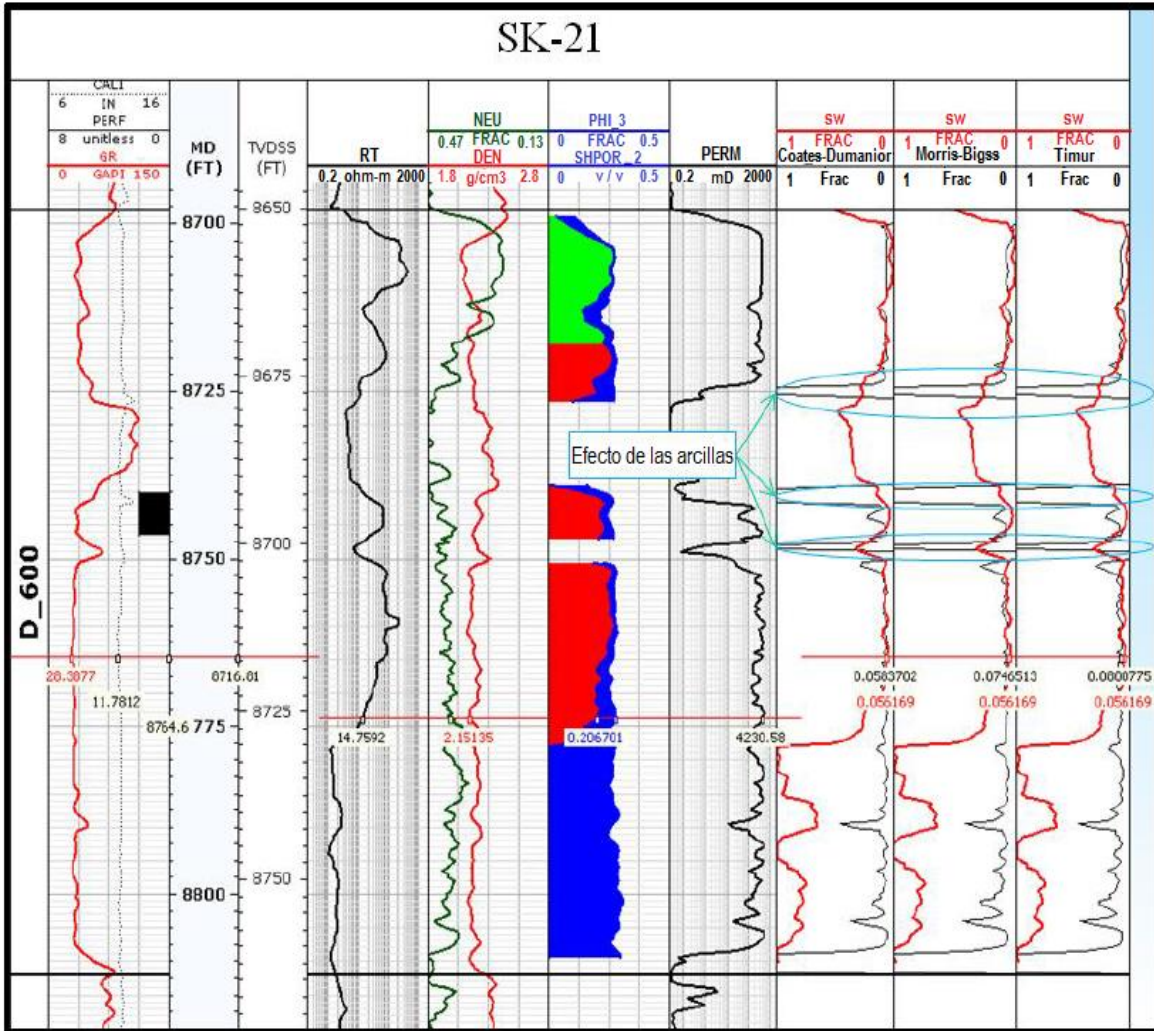 SK-21
CALI
6 IN 16
PERF
8 unitless 0
GR
0 GAPI 150
MD
(FT)
TVDSS
(FT)
RT
0.2 ohm-m 2000
NEU
0.47 FRAC 0.13
DEN
1.8 g/cm3 2.8
PHI_3
0 FRAC 0.5
SHPOR_2
0 v/v 0.5
PERM
0.2 mD 2000
SW
1 FRAC 0
Coates-Dumanior
1 Frac 0
SW
1 FRAC 0
Morris-Bigss
1 Frac 0
SW
1 FRAC 0
Timur
1 Frac 0
8650
8700
8675
8725
Efecto de las arcillas
8700
8750
D_600
20.3077
11.7812
8764.6
8716.01
0.0583702
0.0746513
0.0800775
0.056169
0.056169
0.056169
8725
775
14.7592
2.15135
0.206701
4230.58
8750
8800